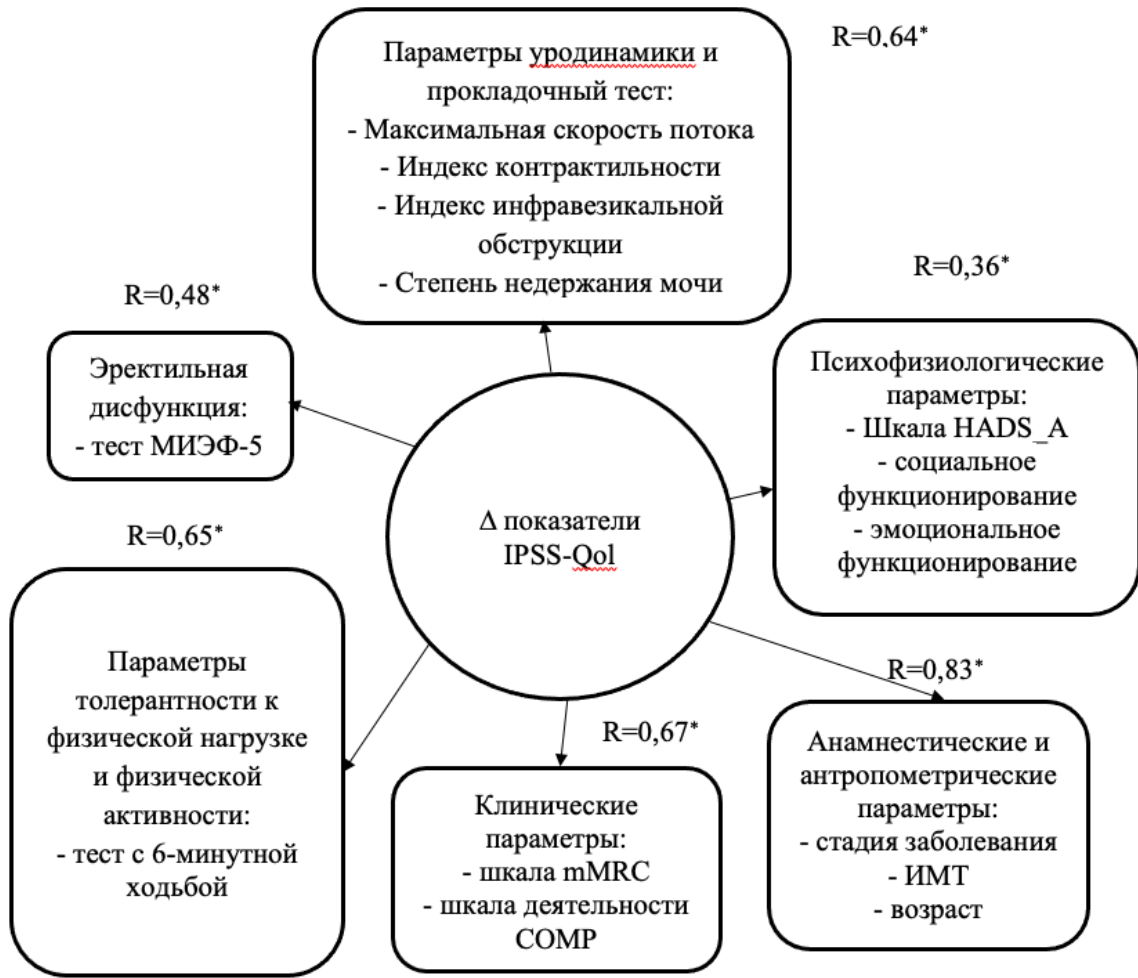 R=0,64*
Параметры уродинамики и
прокладочный тест:
- Максимальная скорость потока
- Индекс контрактильности
- Индекс инфравезикальной
обструкции
- Степень недержания мочи
R=0,48*
Эректильная
дисфункция:
- тест МИЭФ-5
R=0,36*
Психофизиологические
параметры:
- Шкала HADS_A
- социальное
функционирование
- эмоциональное
функционирование
Δ показатели
IPSS-Qol
R=0,65*
Параметры
толерантности к
физической нагрузке
и физической
активности:
- тест с 6-минутной
ходьбой
R=0,67*
Клинические
параметры:
- шкала mMRC
- шкала деятельности
COMP
R=0,83*
Анамнестические и
антропометрические
параметры:
- стадия заболевания
- ИМТ
- возраст